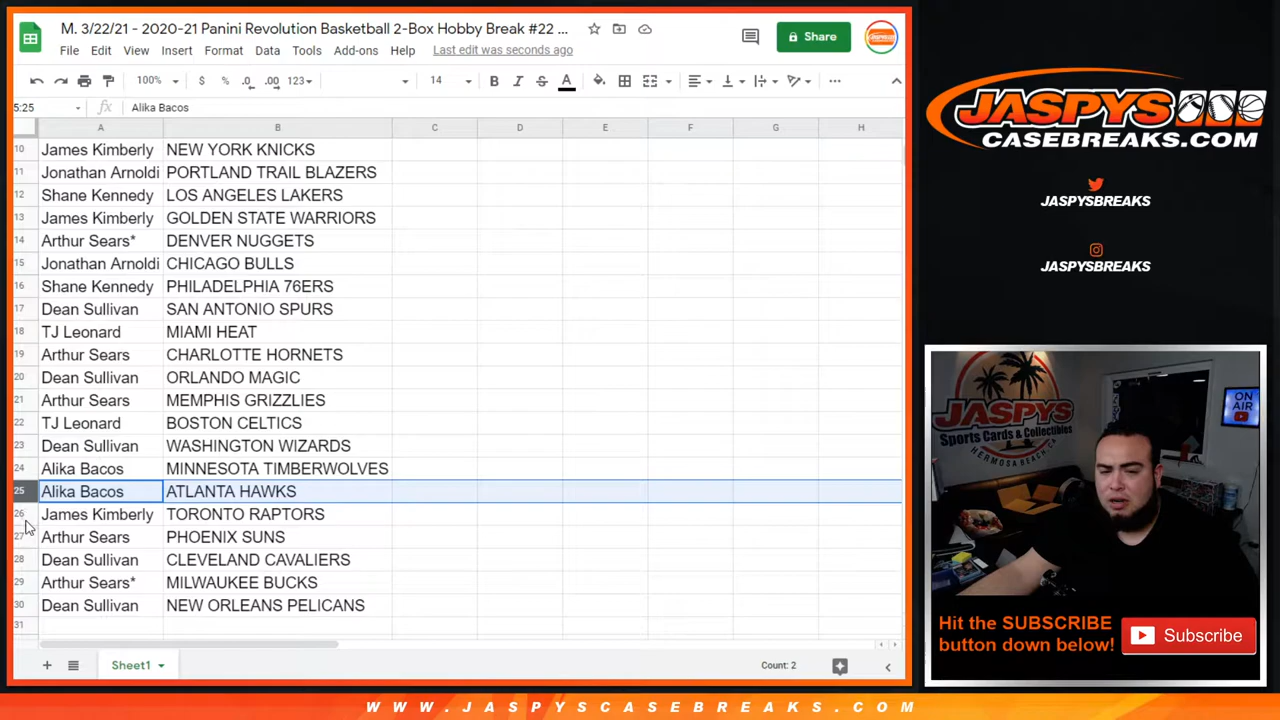 M. 3/22/21 - 2020-21 Panini Revolution Basketball 2-Box Hobby Break #22 ...
File Edit View Insert Format Data Tools Add-ons Help Last edit was seconds ago
Share
100% $ % .0 .00 123 14 B I S A
5:25 fx Alika Bacos
A B C D E F G H
10 James Kimberly NEW YORK KNICKS
11 Jonathan Arnoldi PORTLAND TRAIL BLAZERS
12 Shane Kennedy LOS ANGELES LAKERS
13 James Kimberly GOLDEN STATE WARRIORS
14 Arthur Sears* DENVER NUGGETS
15 Jonathan Arnoldi CHICAGO BULLS
16 Shane Kennedy PHILADELPHIA 76ERS
17 Dean Sullivan SAN ANTONIO SPURS
18 TJ Leonard MIAMI HEAT
19 Arthur Sears CHARLOTTE HORNETS
20 Dean Sullivan ORLANDO MAGIC
21 Arthur Sears MEMPHIS GRIZZLIES
22 TJ Leonard BOSTON CELTICS
23 Dean Sullivan WASHINGTON WIZARDS
24 Alika Bacos MINNESOTA TIMBERWOLVES
25 Alika Bacos ATLANTA HAWKS
26 James Kimberly TORONTO RAPTORS
27 Arthur Sears PHOENIX SUNS
28 Dean Sullivan CLEVELAND CAVALIERS
29 Arthur Sears* MILWAUKEE BUCKS
30 Dean Sullivan NEW ORLEANS PELICANS
31
Sheet1
Count: 2
JASPYS
CASEBREAKS.COM
JASPYSBREAKS
JASPYSBREAKS
JASPYS
Sports Cards & Collectibles
HERMOSA BEACH, CA
ON AIR
Hit the SUBSCRIBE
button down below!
Subscribe
WWW.JASPYSCASEBREAKS.COM